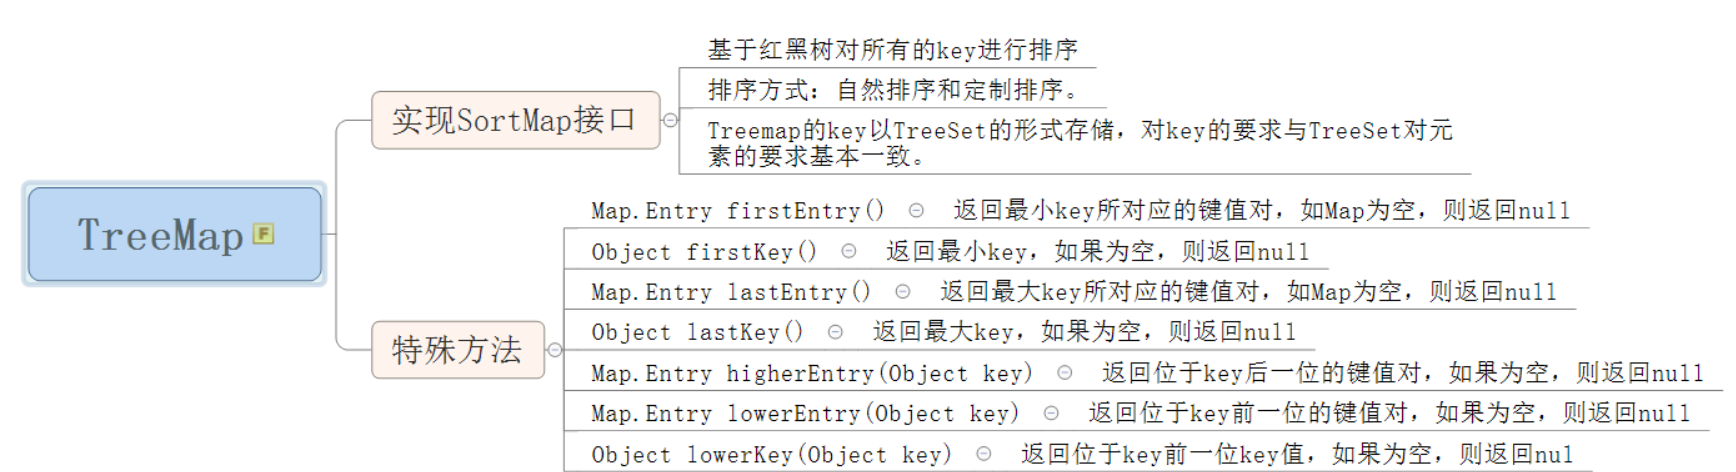 TreeMap
实现SortMap接口
基于红黑树对所有的key进行排序
排序方式：自然排序和定制排序。
Treemap的key以TreeSet的形式存储，对key的要求与TreeSet对元
素的要求基本一致。
特殊方法
Map.Entry firstEntry() 返回最小key所对应的键值对，如Map为空，则返回null
Object firstKey() 返回最小key，如果为空，则返回null
Map.Entry lastEntry() 返回最大key所对应的键值对，如Map为空，则返回null
Object lastKey() 返回最大key，如果为空，则返回null
Map.Entry higherEntry(Object key) 返回位于key后一位的键值对，如果为空，则返回null
Map.Entry lowerEntry(Object key) 返回位于key前一位的键值对，如果为空，则返回null
Object lowerKey(Object key) 返回位于key前一位key值，如果为空，则返回nul